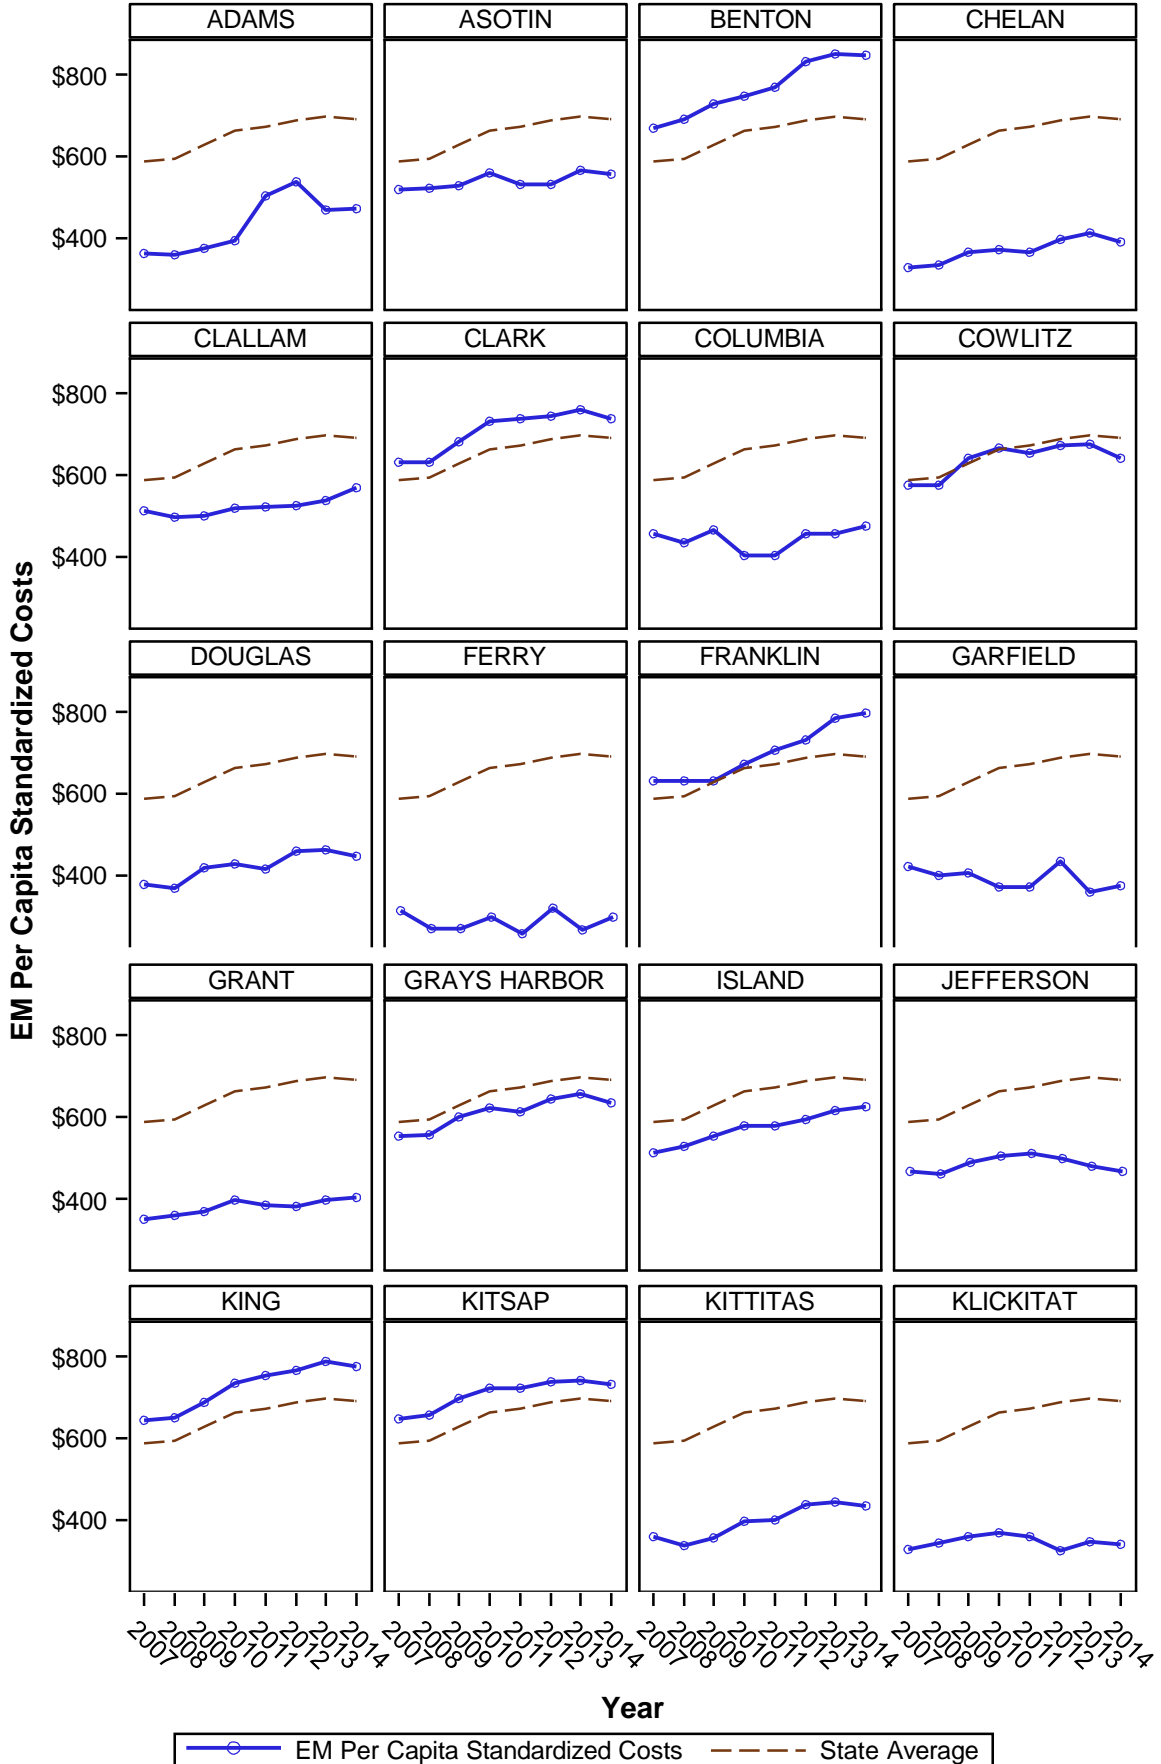 ADAMS ASOTIN BENTON CHELAN
$800
$600
$400
CLALLAM CLARK COLUMBIA COWLITZ
$800
$600
$400
DOUGLAS FERRY FRANKLIN GARFIELD
$800
$600
$400
GRANT GRAYS HARBOR ISLAND JEFFERSON
$800
$600
$400
KING KITSAP KITTITAS KLICKITAT
$800
$600
$400
EM Per Capita Standardized Costs
2007 2008 2009 2010 2011 2012 2013 2014 2007 2008 2009 2010 2011 2012 2013 2014 2007 2008 2009 2010 2011 2012 2013 2014 2007 2008 2009 2010 2011 2012 2013 2014
Year
EM Per Capita Standardized Costs State Average